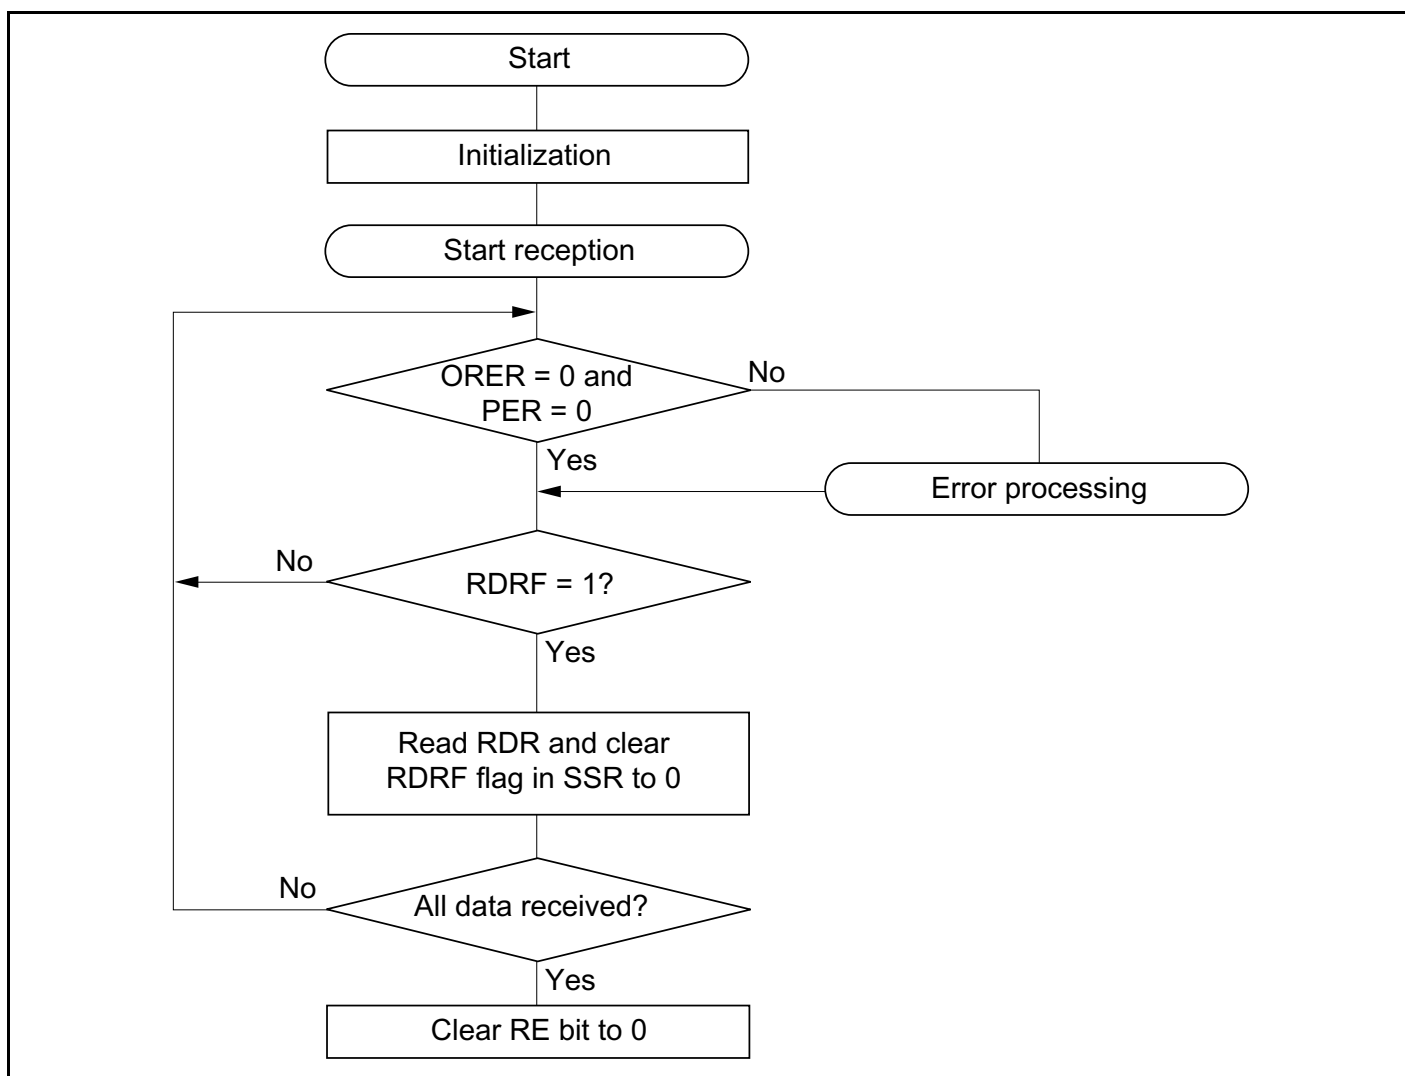 Start
Initialization
Start reception
ORER = 0 and
PER = 0
No
Yes
Error processing
No
RDRF = 1?
Yes
Read RDR and clear
RDRF flag in SSR to 0
No
All data received?
Yes
Clear RE bit to 0